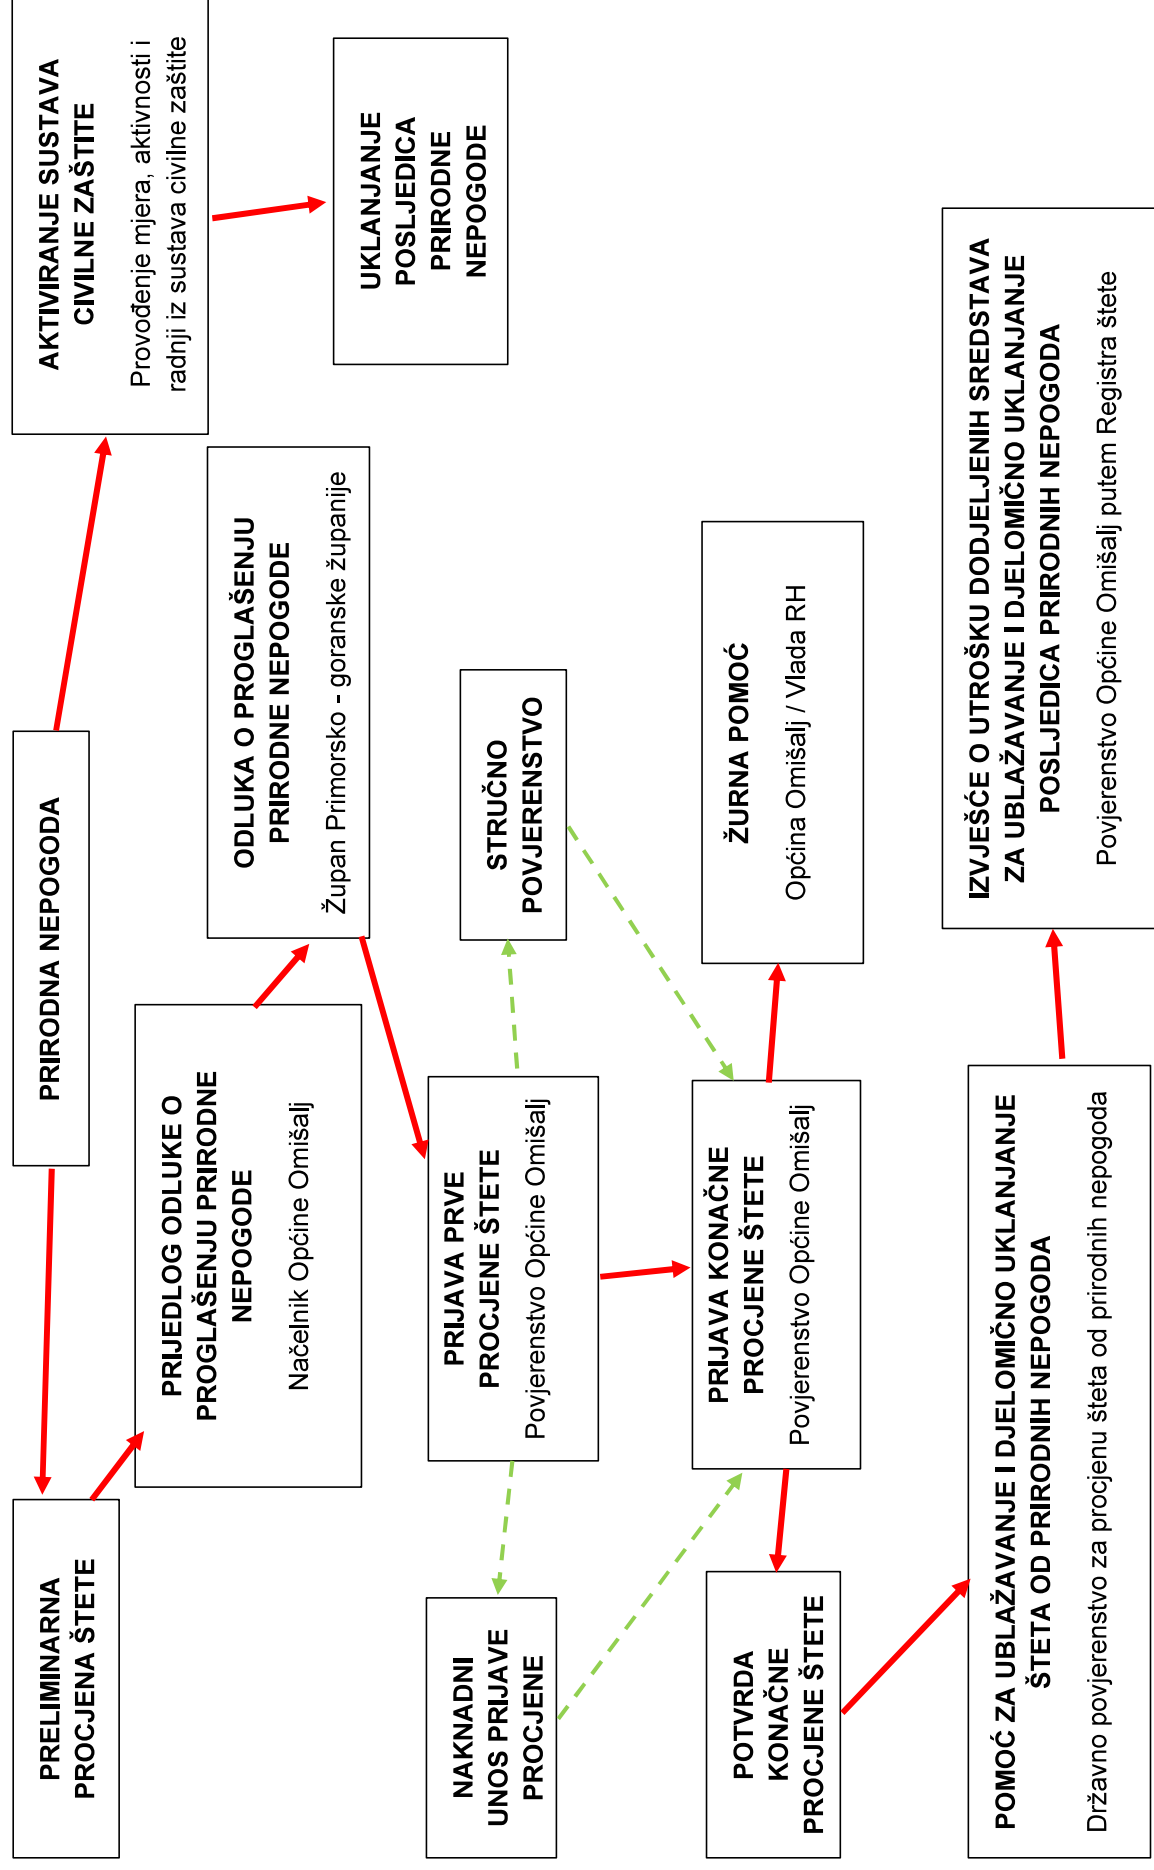 PRIRODNA NEPOGODA
PRELIMINARNA
PROCJENA ŠTETE
AKTIVIRANJE SUSTAVA
CIVILNE ZAŠTITE
Provođenje mjera, aktivnosti i
radnji iz sustava civilne zaštite
PRIJEDLOG ODLUKE O
PROGLAŠENJU PRIRODNE
NEPOGODE
Načelnik Općine Omišalj
ODLUKA O PROGLAŠENJU
PRIRODNE NEPOGODE
Župan Primorsko - goranske županije
UKLANJANJE
POSLJEDICA
PRIRODNE
NEPOGODE
NAKNADNI
UNOS PRIJAVE
PROCJENE
PRIJAVA PRVE
PROCJENE ŠTETE
Povjerenstvo Općine Omišalj
STRUČNO
POVJERENSTVO
POTVRDA
KONAČNE
PROCJENE ŠTETE
PRIJAVA KONAČNE
PROCJENE ŠTETE
Povjerenstvo Općine Omišalj
ŽURNA POMOĆ
Općina Omišalj / Vlada RH
POMOĆ ZA UBLAŽAVANJE I DJELOMIČNO UKLANJANJE
ŠTETA OD PRIRODNIH NEPOGODA
Državno povjerenstvo za procjenu šteta od prirodnih nepogoda
IZVJEŠĆE O UTROŠKU DODJELJENIH SREDSTAVA
ZA UBLAŽAVANJE I DJELOMIČNO UKLANJANJE
POSLJEDICA PRIRODNIH NEPOGODA
Povjerenstvo Općine Omišalj putem Registra štete